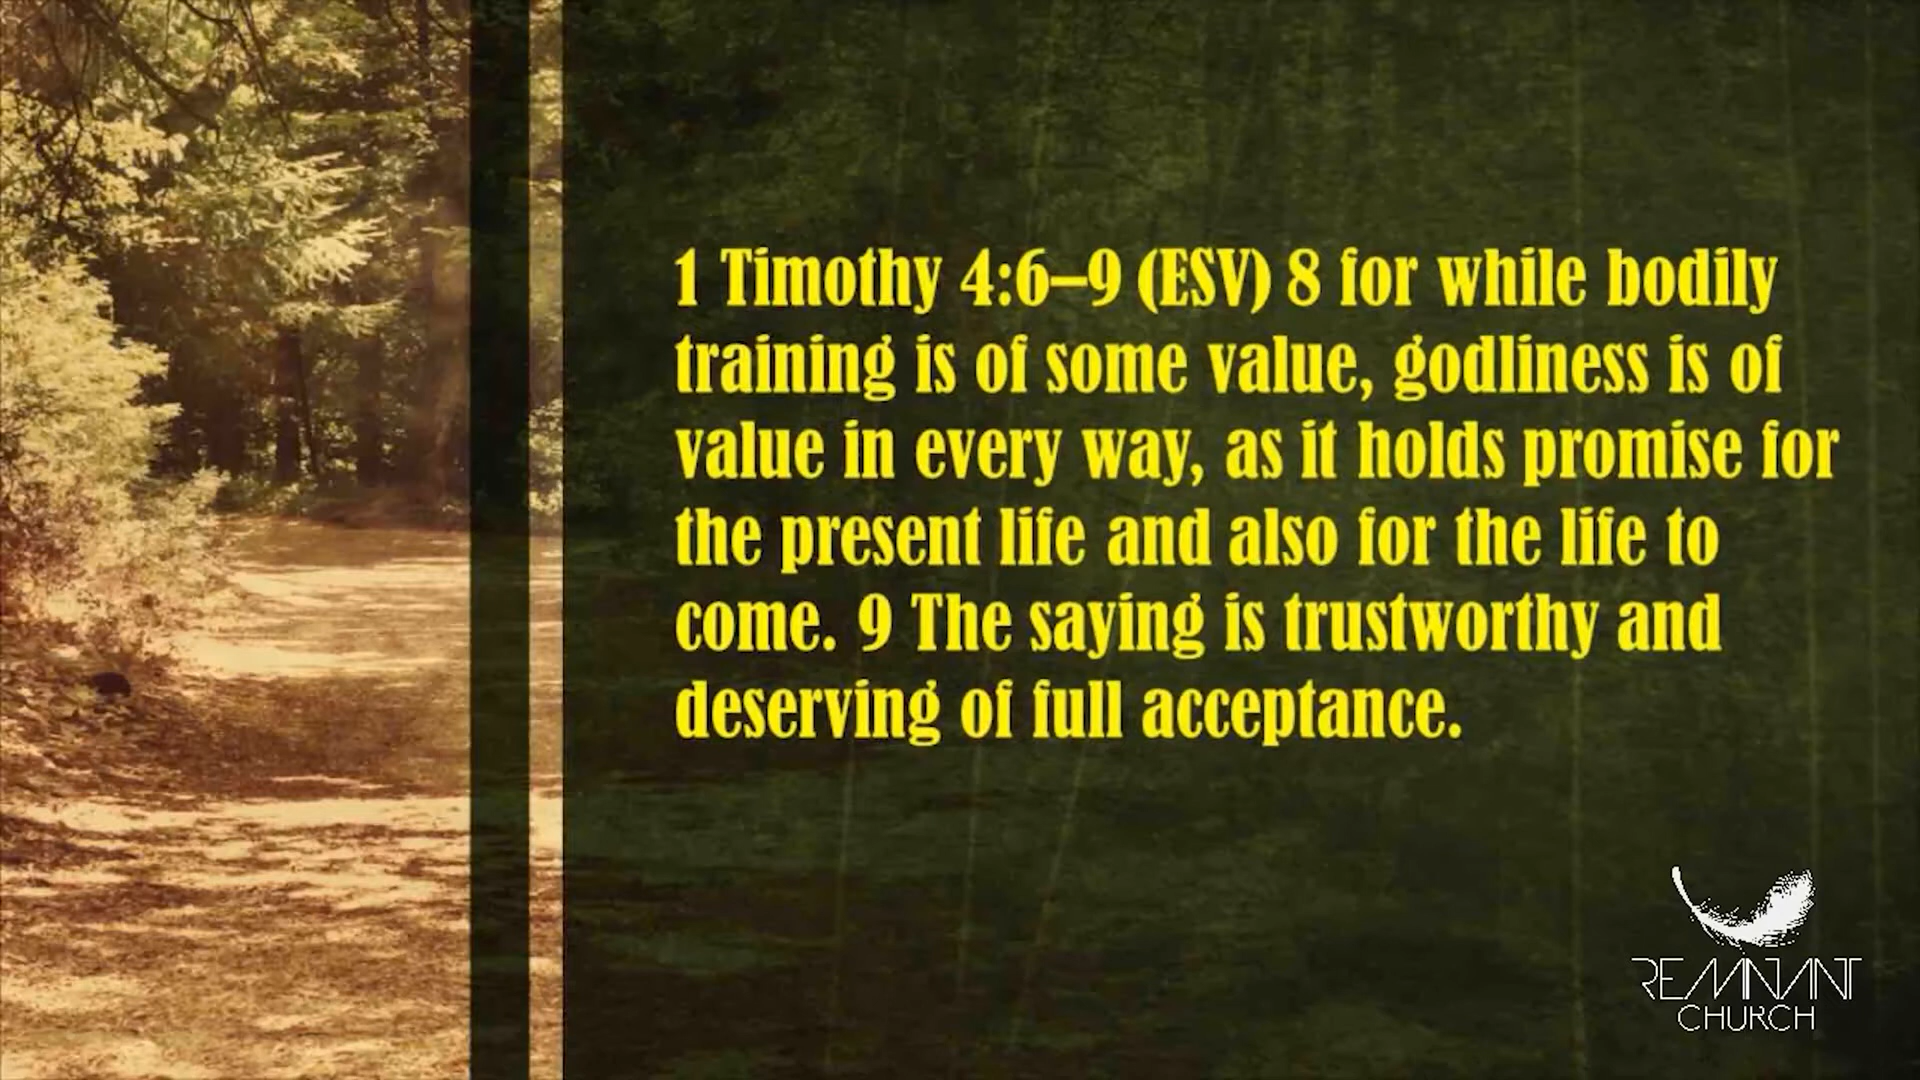 1 Timothy 4:6–9 (ESV) 8 for while bodily
training is of some value, godliness is of
value in every way, as it holds promise for
the present life and also for the life to
come. 9 The saying is trustworthy and
deserving of full acceptance.
REMNANT
CHURCH